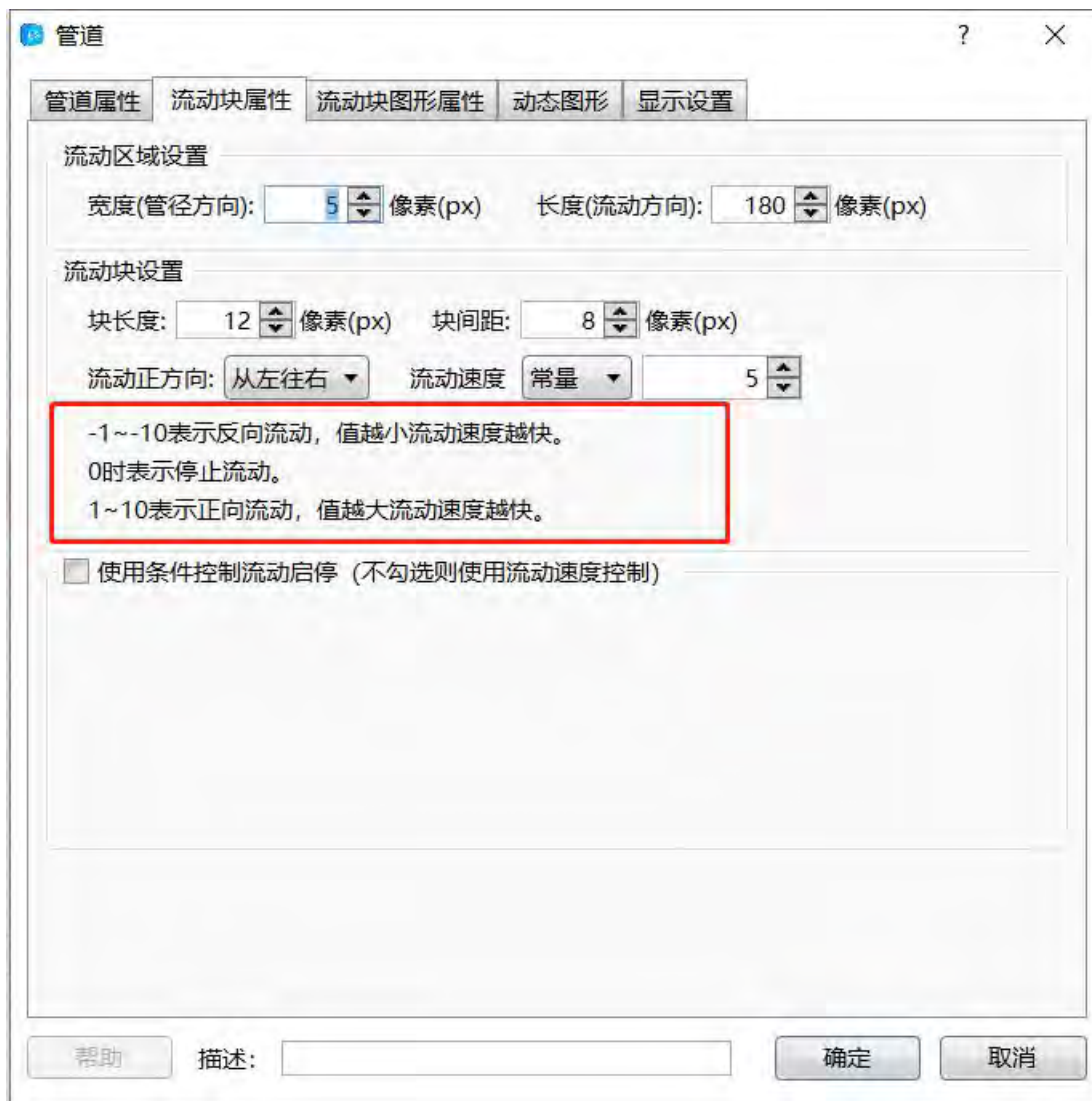 管道
管道属性 流动块属性 流动块图形属性 动态图形 显示设置
流动区域设置
宽度(管径方向): 5 像素(px) 长度(流动方向): 180 像素(px)
流动块设置
块长度: 12 像素(px) 块间距: 8 像素(px)
流动正方向: 从左往右 流动速度 常量 5
-1~-10表示反向流动，值越小流动速度越快。
0时表示停止流动。
1~10表示正向流动，值越大流动速度越快。
使用条件控制流动启停（不勾选则使用流动速度控制）
帮助 描述： 确定 取消